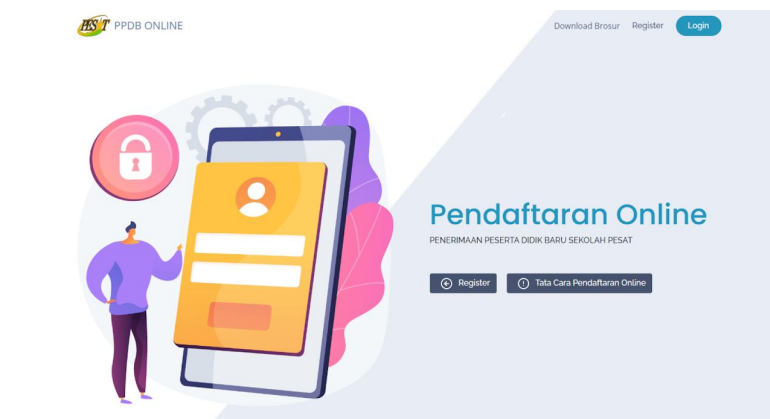 PESAT PPDB ONLINE
Download Brosur Register Login
Pendaftaran Online
PENERIMAAN PESERTA DIDIK BARU SEKOLAH PESAT
Register Tata Cara Pendaftaran Online